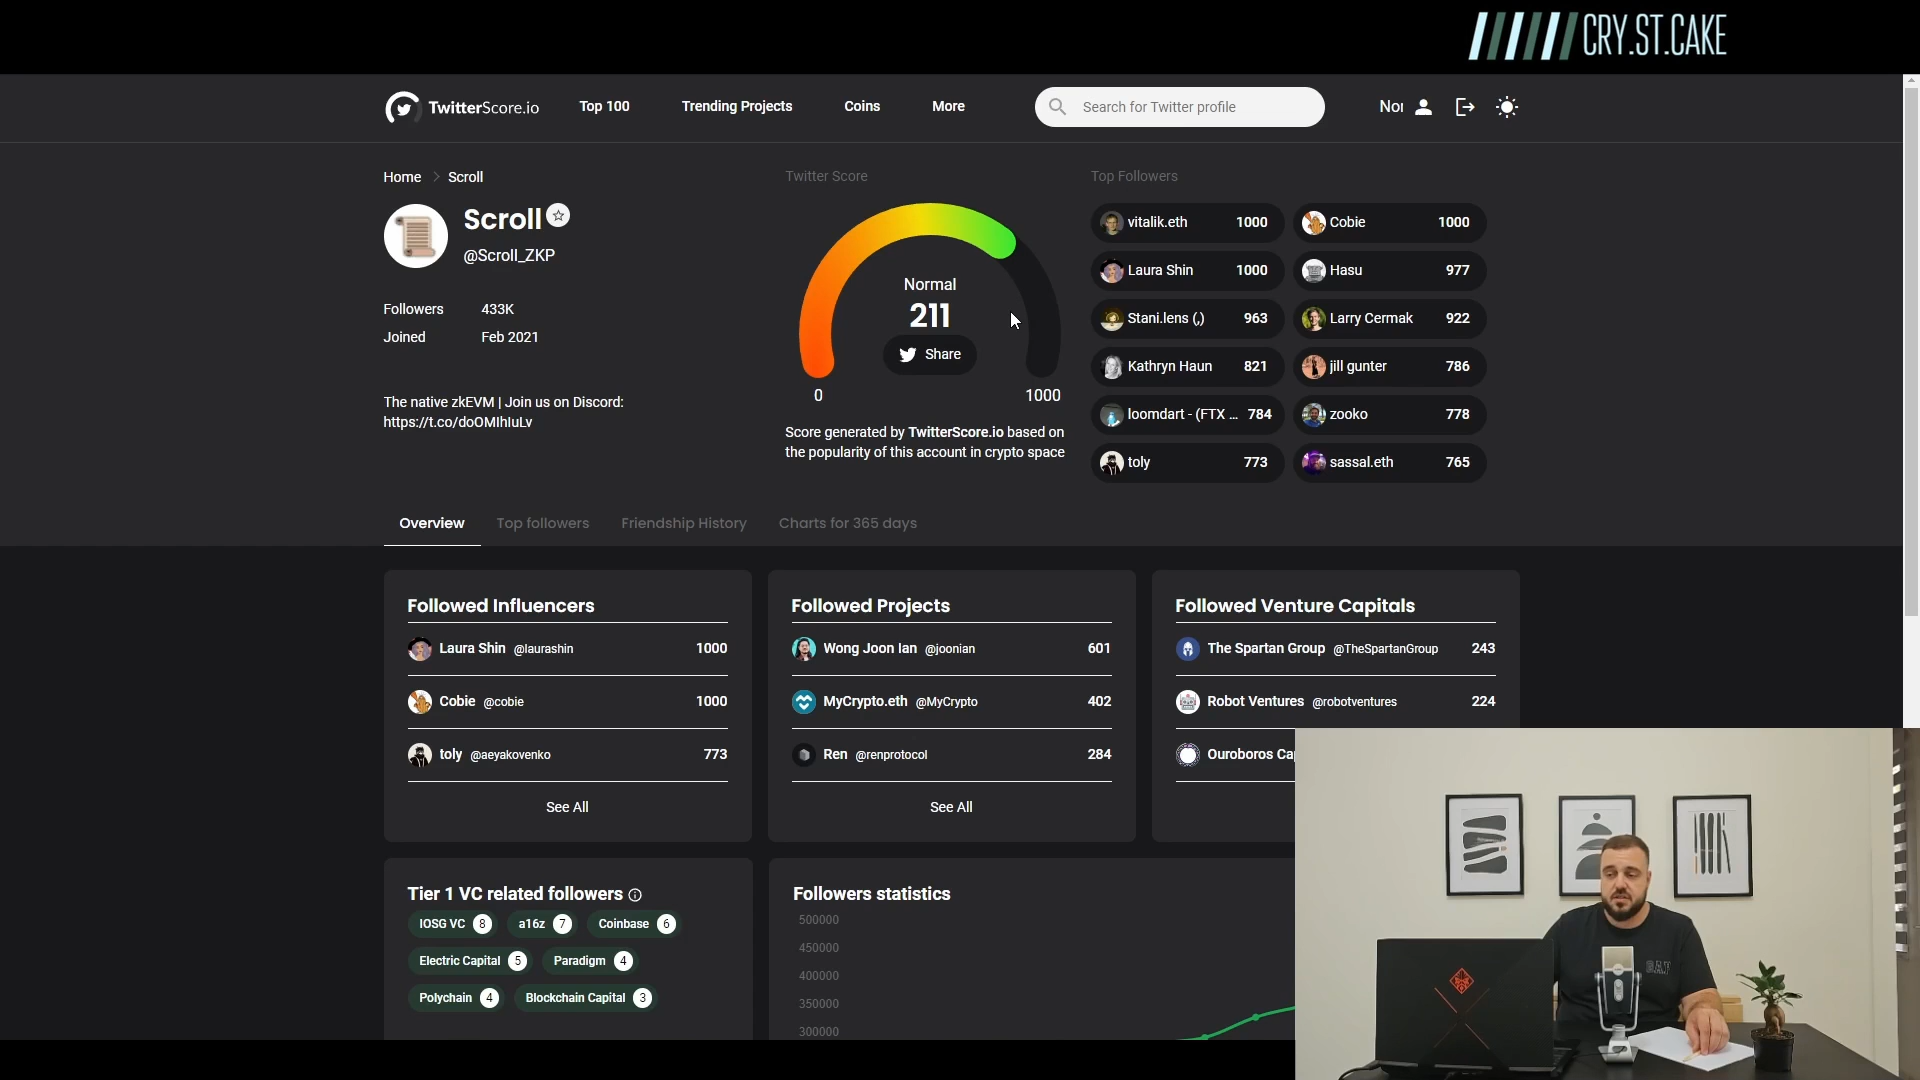 CRY.ST.CAKE
TwitterScore.io
Top 100
Trending Projects
Coins
More
Search for Twitter profile
Nor
Home
Scroll
Scroll
@Scroll_ZKP
Followers
433K
Joined
Feb 2021
The native zkEVM | Join us on Discord:
https://t.co/doOMIhIuLv
Twitter Score
Normal
211
Share
0
1000
Score generated by TwitterScore.io based on
the popularity of this account in crypto space
Top Followers
vitalik.eth 1000
Cobie 1000
Laura Shin 1000
Hasu 977
Stani.lens (,) 963
Larry Cermak 922
Kathryn Haun 821
jill gunter 786
loomdart - (FTX ... 784
zooko 778
toly 773
sassal.eth 765
Overview
Top followers
Friendship History
Charts for 365 days
Followed Influencers
Laura Shin @laurashin 1000
Cobie @cobie 1000
toly @aeyakovenko 773
See All
Followed Projects
Wong Joon Ian @joonian 601
MyCrypto.eth @MyCrypto 402
Ren @renprotocol 284
See All
Followed Venture Capitals
The Spartan Group @TheSpartanGroup 243
Robot Ventures @robotventures 224
Ouroboros Cap
Tier 1 VC related followers
IOSG VC 8
a16z 7
Coinbase 6
Electric Capital 5
Paradigm 4
Polychain 4
Blockchain Capital 3
Followers statistics
500000
450000
400000
350000
300000